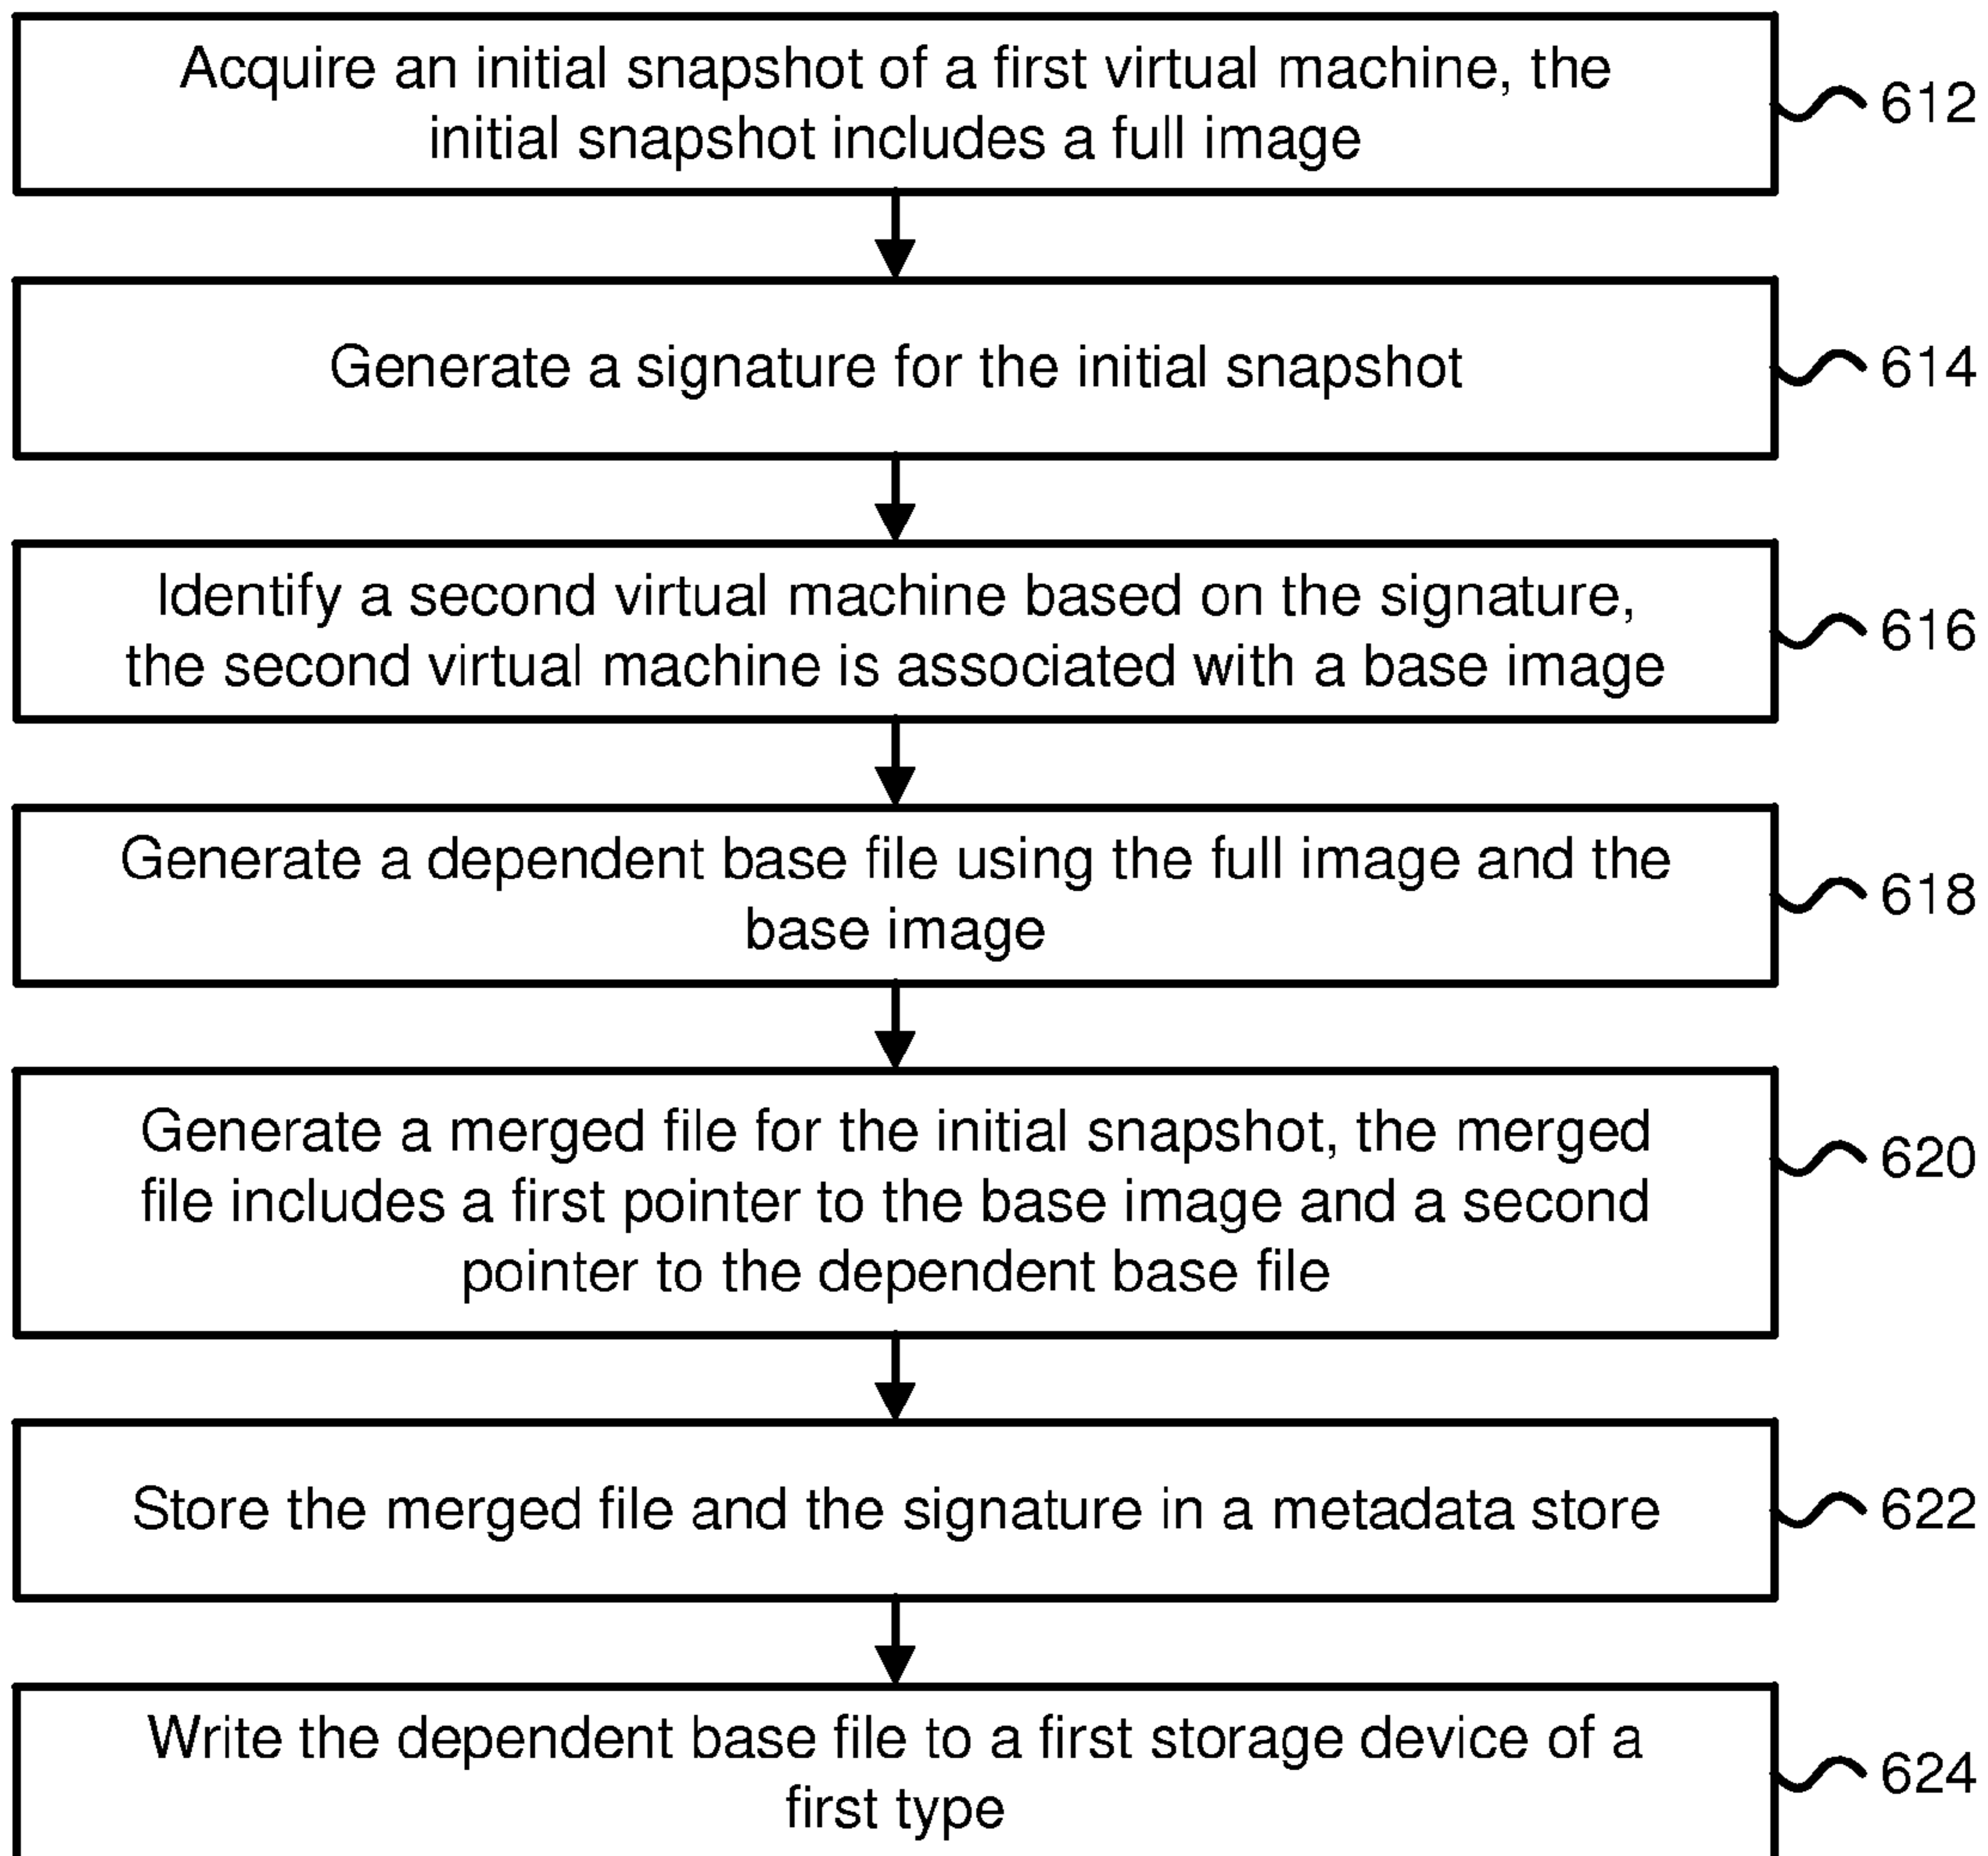 Acquire an initial snapshot of a first virtual machine, the
initial snapshot includes a full image
612
Generate a signature for the initial snapshot
614
Identify a second virtual machine based on the signature,
the second virtual machine is associated with a base image
616
Generate a dependent base file using the full image and the
base image
618
Generate a merged file for the initial snapshot, the merged
file includes a first pointer to the base image and a second
pointer to the dependent base file
620
Store the merged file and the signature in a metadata store
622
Write the dependent base file to a first storage device of a
first type
624